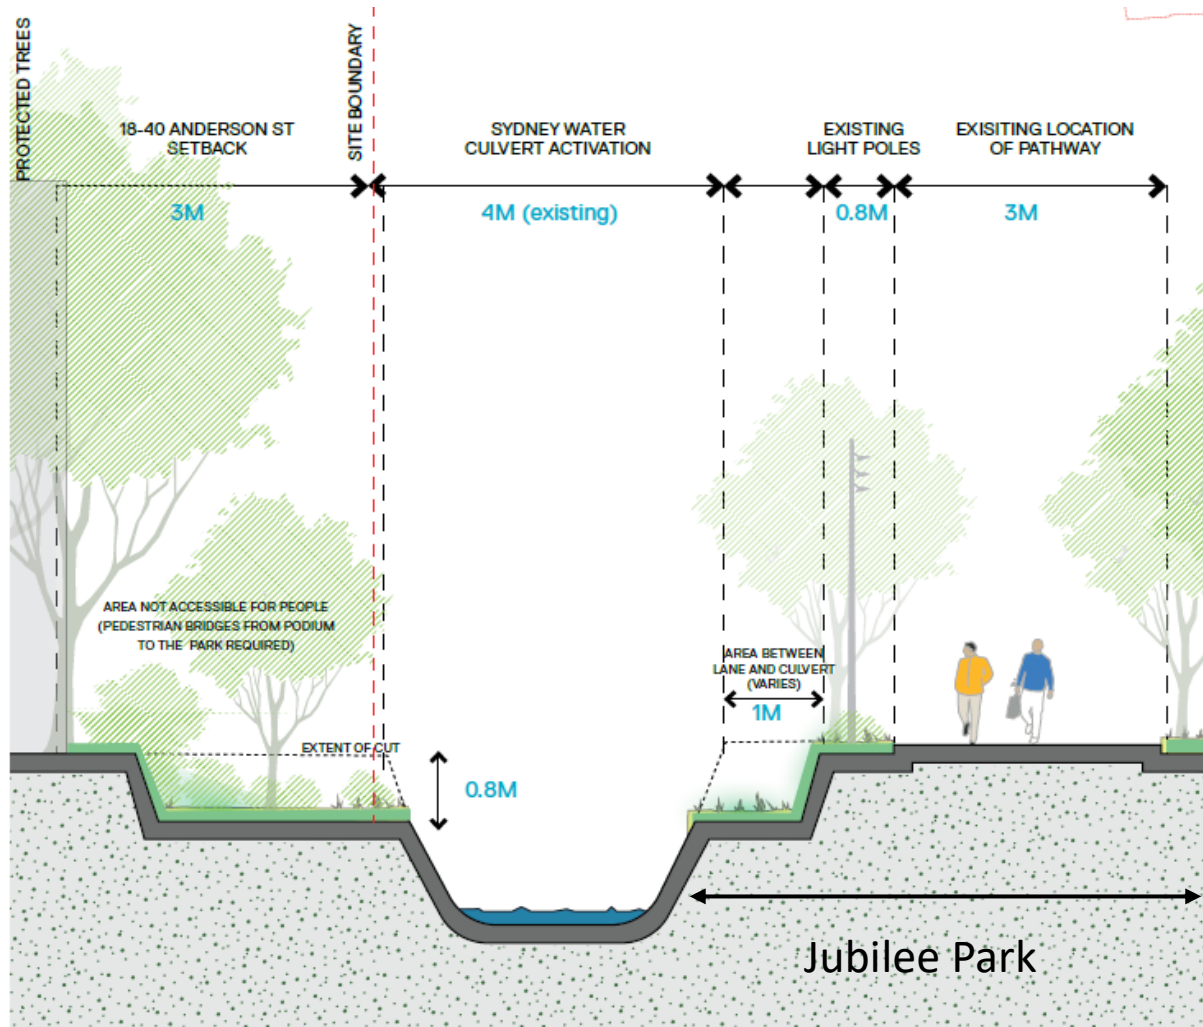 PROTECTED TREES
18-40 ANDERSON ST
SETBACK
SITE BOUNDARY
SYDNEY WATER
CULVERT ACTIVATION
EXISTING
LIGHT POLES
EXISITING LOCATION
OF PATHWAY
3M
4M (existing)
0.8M
3M
AREA NOT ACCESSIBLE FOR PEOPLE
(PEDESTRIAN BRIDGES FROM PODIUM
TO THE PARK REQUIRED)
AREA BETWEEN
LANE AND CULVERT
(VARIES)
1M
EXTENT OF CUT
0.8M
Jubilee Park